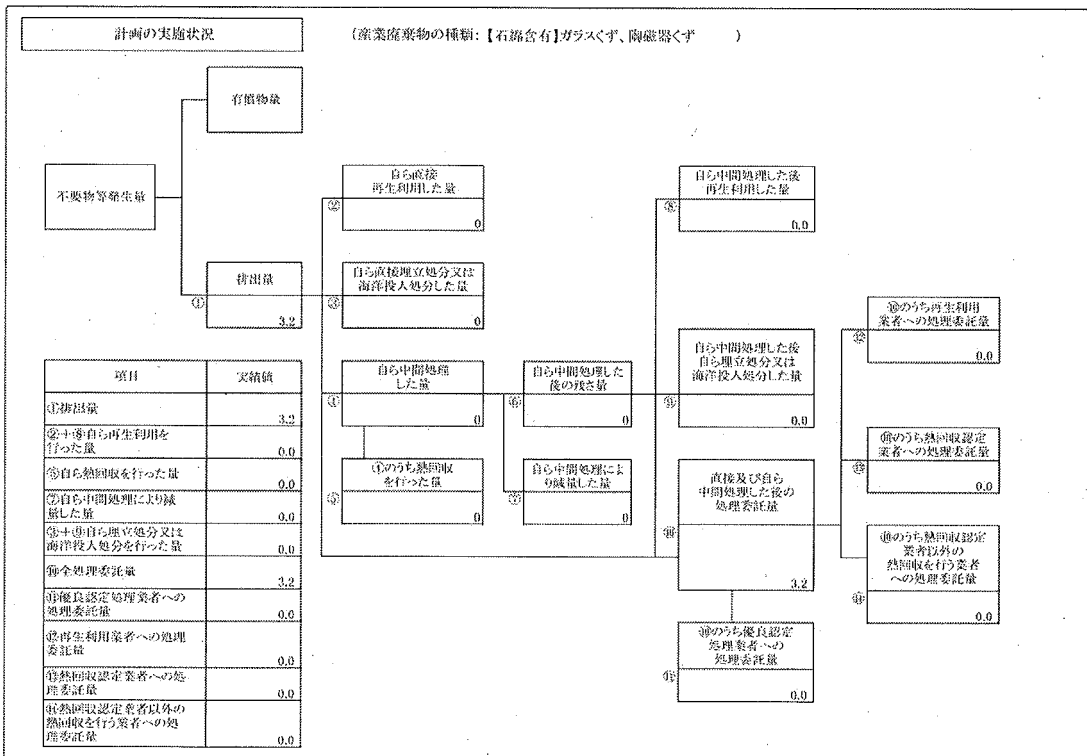 計画の実施状況
(産業廃棄物の種類:【石綿含有】ガラスくず、陶磁器くず )
有償物量
不要物等発生量
①
排出量
3.2
②
自ら直接
再生利用した量
0
③
自ら直接埋立処分又は
海洋投入処分した量
0
④
自ら中間処理
した量
0
⑤
④のうち熱回収
を行った量
0
⑥
自ら中間処理した
後の残さ量
0
⑦
自ら中間処理によ
り減量した量
0
⑧
自ら中間処理した後
再生利用した量
0.0
⑨
自ら中間処理した後
自ら埋立処分又は
海洋投入処分した量
0.0
⑩
直接及び自ら
中間処理した後の
処理委託量
3.2
⑪
⑩のうち優良認定
処理業者への
処理委託量
0.0
⑫
⑩のうち再生利用
業者への処理委託量
0.0
⑬
⑩のうち熱回収認定
業者への処理委託量
0.0
⑭
⑩のうち熱回収認定
業者以外の
熱回収を行う業者
への処理委託量
0.0
項目 実績値
①排出量 3.2
②+⑧自ら再生利用を
行った量 0.0
⑤自ら熱回収を行った量 0.0
⑦自ら中間処理により減
量した量 0.0
③+⑨自ら埋立処分又は
海洋投入処分を行った量 0.0
⑩全処理委託量 3.2
⑪優良認定処理業者への
処理委託量 0.0
⑫再生利用業者への処理
委託量 0.0
⑬熱回収認定業者への処
理委託量 0.0
⑭熱回収認定業者以外の
熱回収を行う業者への処
理委託量 0.0